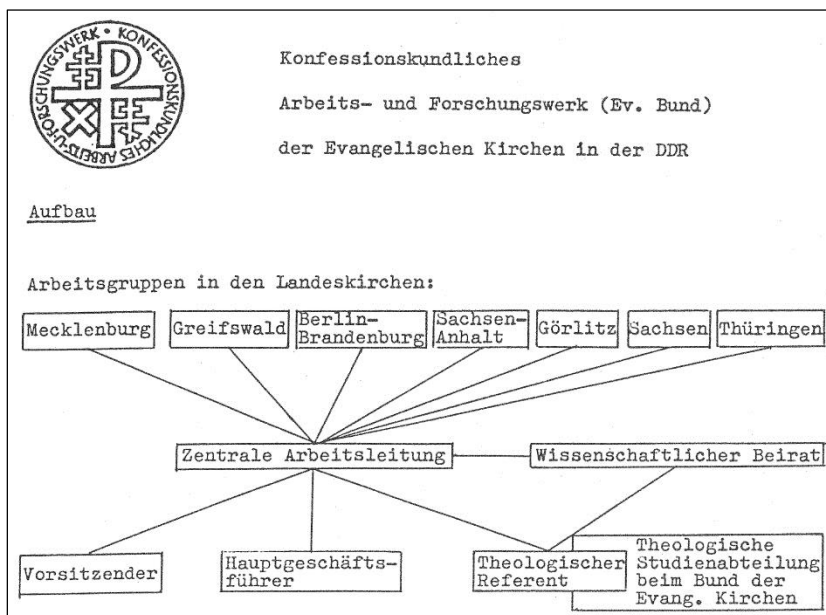 KONFESSIONSKUNDLICHES ARBEITS-U-FORSCHUNGSWERK •
Konfessionskundliches
Arbeits- und Forschungswerk (Ev. Bund)
der Evangelischen Kirchen in der DDR
Aufbau
Arbeitsgruppen in den Landeskirchen:
Mecklenburg
Greifswald
Berlin-
Brandenburg
Sachsen-
Anhalt
Görlitz
Sachsen
Thüringen
Zentrale Arbeitsleitung
Wissenschaftlicher Beirat
Vorsitzender
Hauptgeschäfts-
führer
Theologischer
Referent
Theologische
Studienabteilung
beim Bund der
Evang. Kirchen